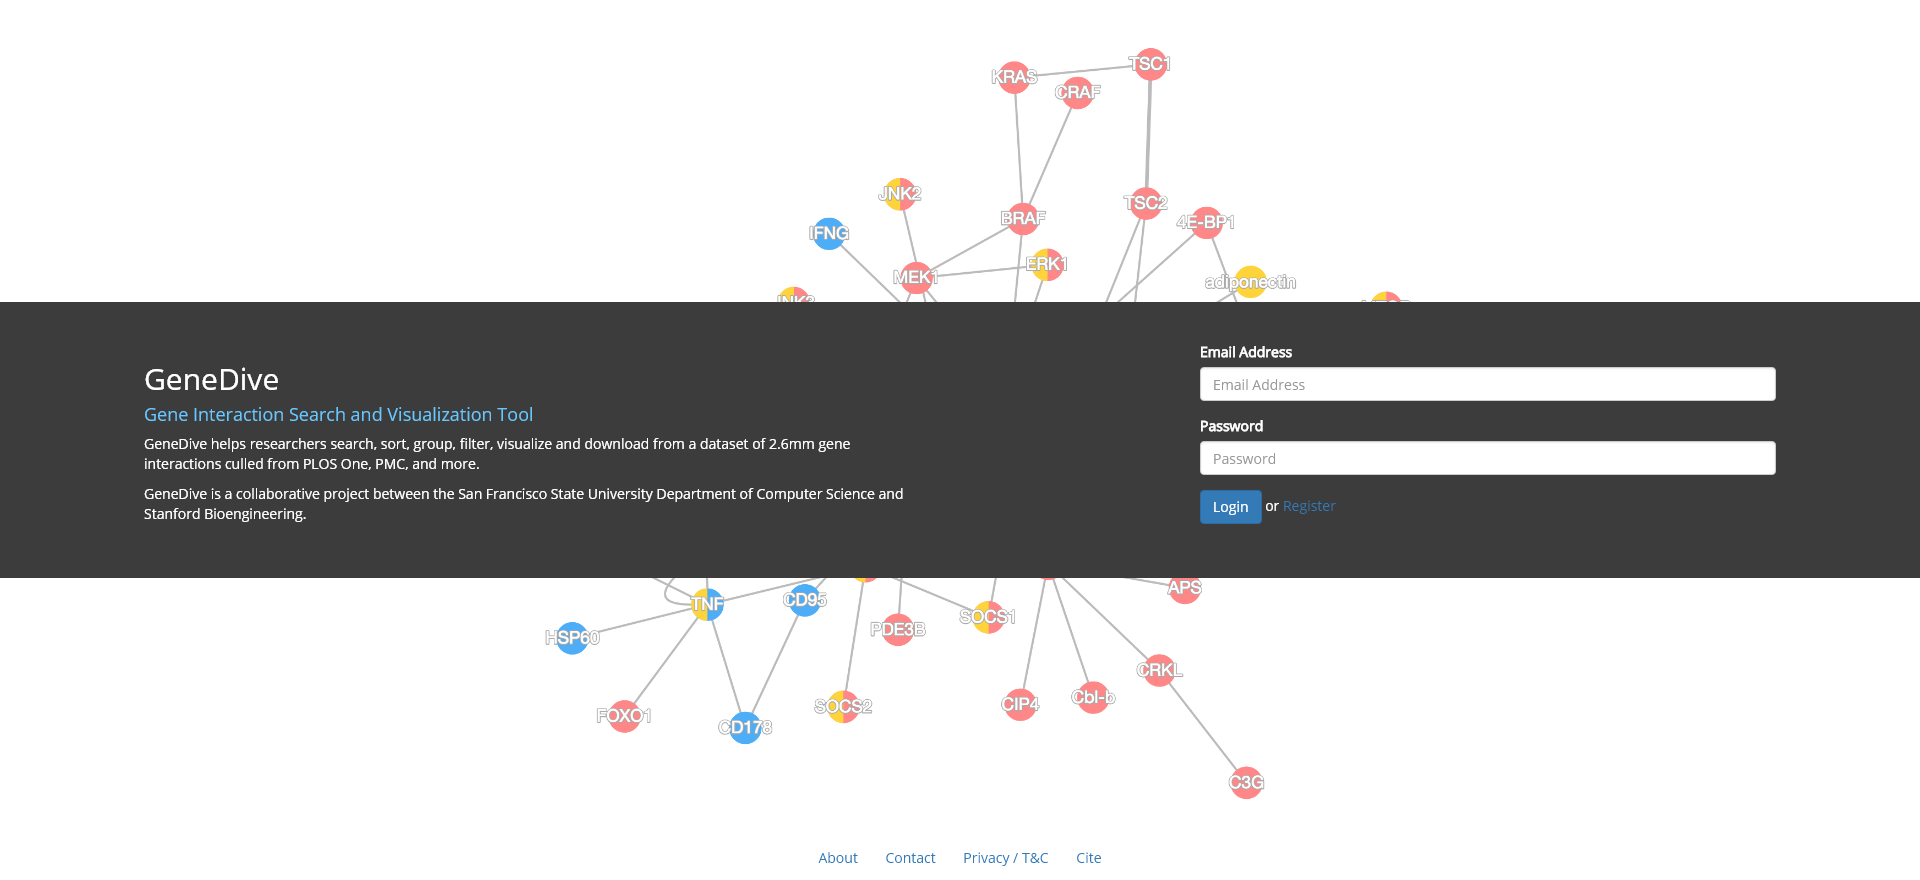 TSC1
KRAS
CRAF
JNK2
TSC2
BRAF
4E-BP1
IFNG
ERK1
MEK1
adiponectin
GeneDive
Gene Interaction Search and Visualization Tool
GeneDive helps researchers search, sort, group, filter, visualize and download from a dataset of 2.6mm gene
interactions culled from PLOS One, PMC, and more.
GeneDive is a collaborative project between the San Francisco State University Department of Computer Science and
Stanford Bioengineering.
Email Address
Email Address
Password
Password
Login or Register
APS
CD95
TNF
SOCS1
PDE3B
HSP60
CRKL
Cbl-b
CIP4
SOCS2
FOXO1
CD178
C3G
About Contact Privacy / T&C Cite